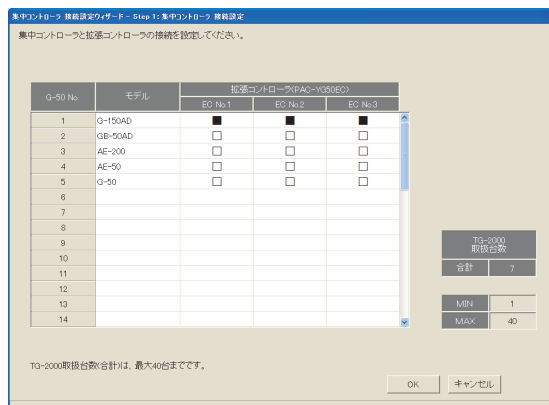 集中コントローラ 接続設定ウィザード - Step 1: 集中コントローラ 接続設定
集中コントローラと拡張コントローラの接続を設定してください。
G-50 No. モデル 拡張コントローラ(PAC-YG50EC)
EC No.1 EC No.2 EC No.3
1 G-150AD
2 GB-50AD
3 AE-200
4 AE-50
5 G-50
6
7
8
9
10
11
12
13
14
TG-2000
取扱台数
合計 7
MIN 1
MAX 40
TG-2000取扱台数(合計)は、最大40台までです。
OK キャンセル